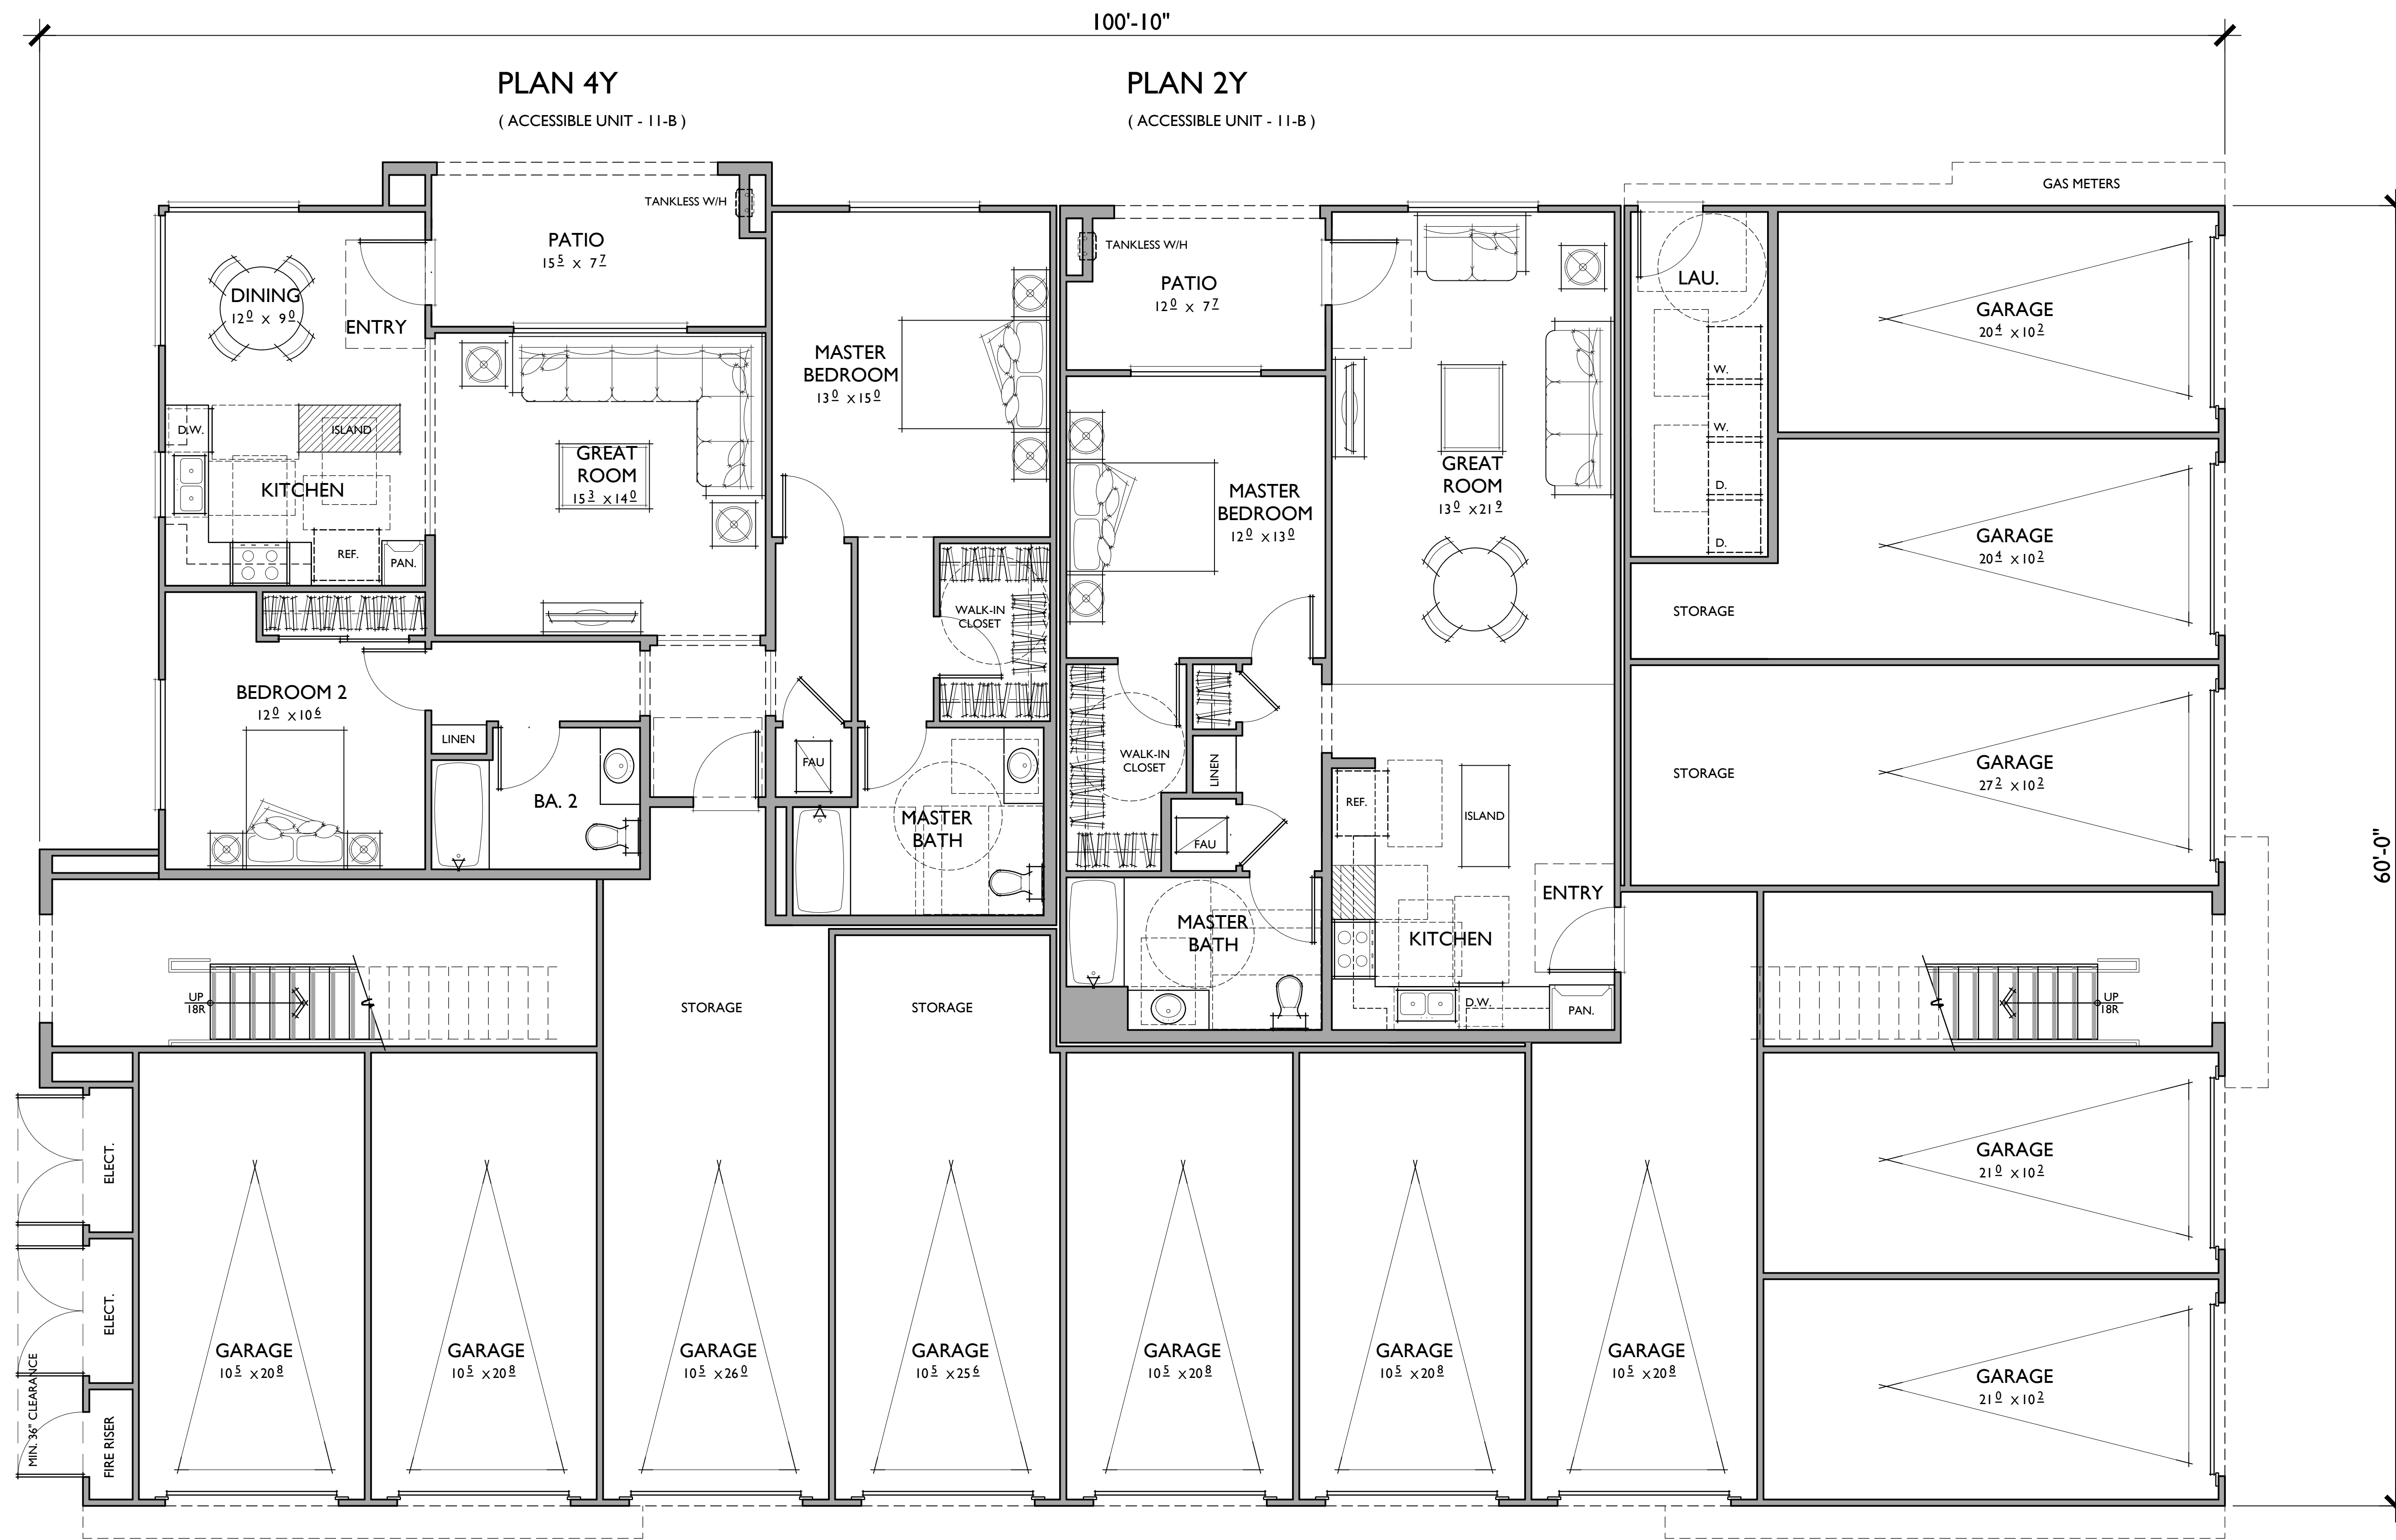 100'-10"
PLAN 4Y
( ACCESSIBLE UNIT - 11-B )
PLAN 2Y
( ACCESSIBLE UNIT - 11-B )
GAS METERS
TANKLESS W/H
PATIO
15 5 x 7 7
TANKLESS W/H
PATIO
12 0 x 7 7
LAU.
DINING
12 0 x 9 0
ENTRY
GARAGE
20 4 x 10 2
MASTER
BEDROOM
13 0 x 15 0
W.
W.
D.
D.
D.W.
ISLAND
KITCHEN
REF.
PAN.
GREAT
ROOM
15 3 x 14 0
MASTER
BEDROOM
12 0 x 13 0
GREAT
ROOM
13 0 x 21 9
GARAGE
20 4 x 10 2
STORAGE
WALK-IN
CLOSET
BEDROOM 2
12 0 x 10 6
LINEN
BA. 2
FAU
MASTER
BATH
WALK-IN
CLOSET
LINEN
FAU
REF.
ISLAND
STORAGE
GARAGE
27 2 x 10 2
60'-0"
MASTER
BATH
ENTRY
KITCHEN
D.W.
PAN.
UP
18R
STORAGE
STORAGE
UP
18R
ELECT.
ELECT.
FIRE RISER
MIN. 36" CLEARANCE
GARAGE
21 0 x 10 2
GARAGE
10 5 x 20 8
GARAGE
10 5 x 20 8
GARAGE
10 5 x 26 0
GARAGE
10 5 x 25 6
GARAGE
10 5 x 20 8
GARAGE
10 5 x 20 8
GARAGE
10 5 x 20 8
GARAGE
21 0 x 10 2